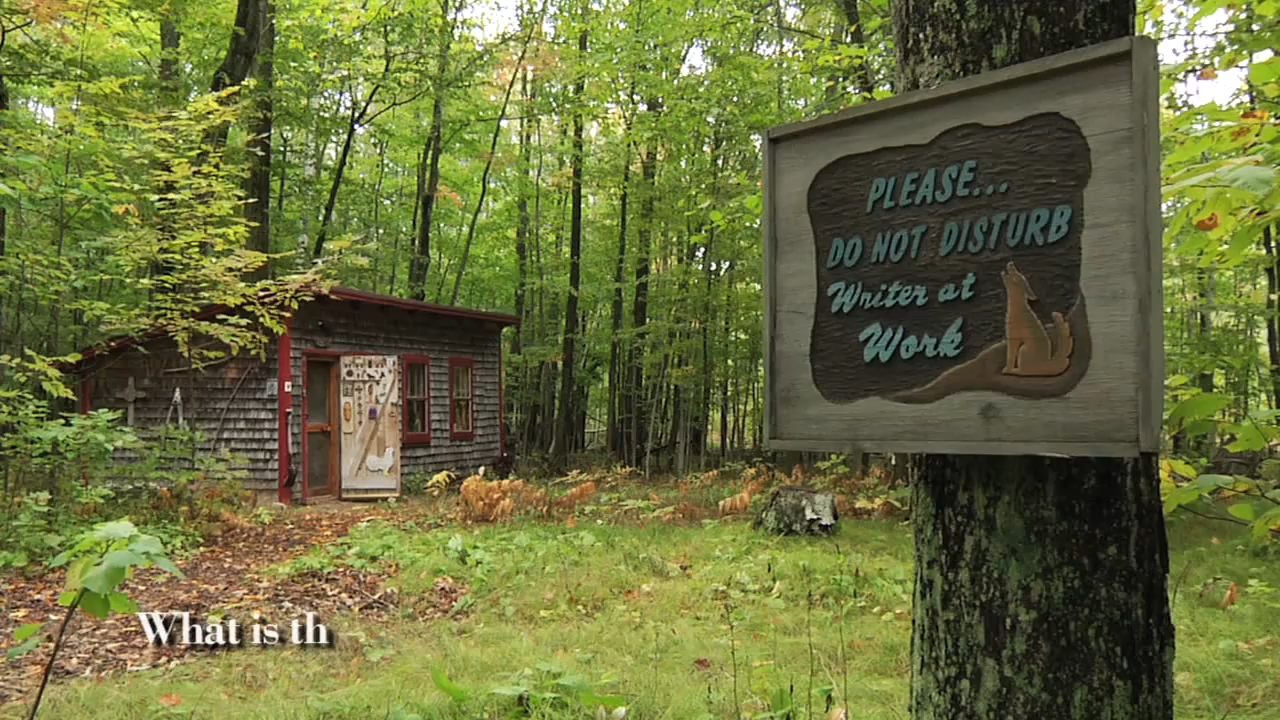 PLEASE...
DO NOT DISTURB
Writer at
Work
What is th